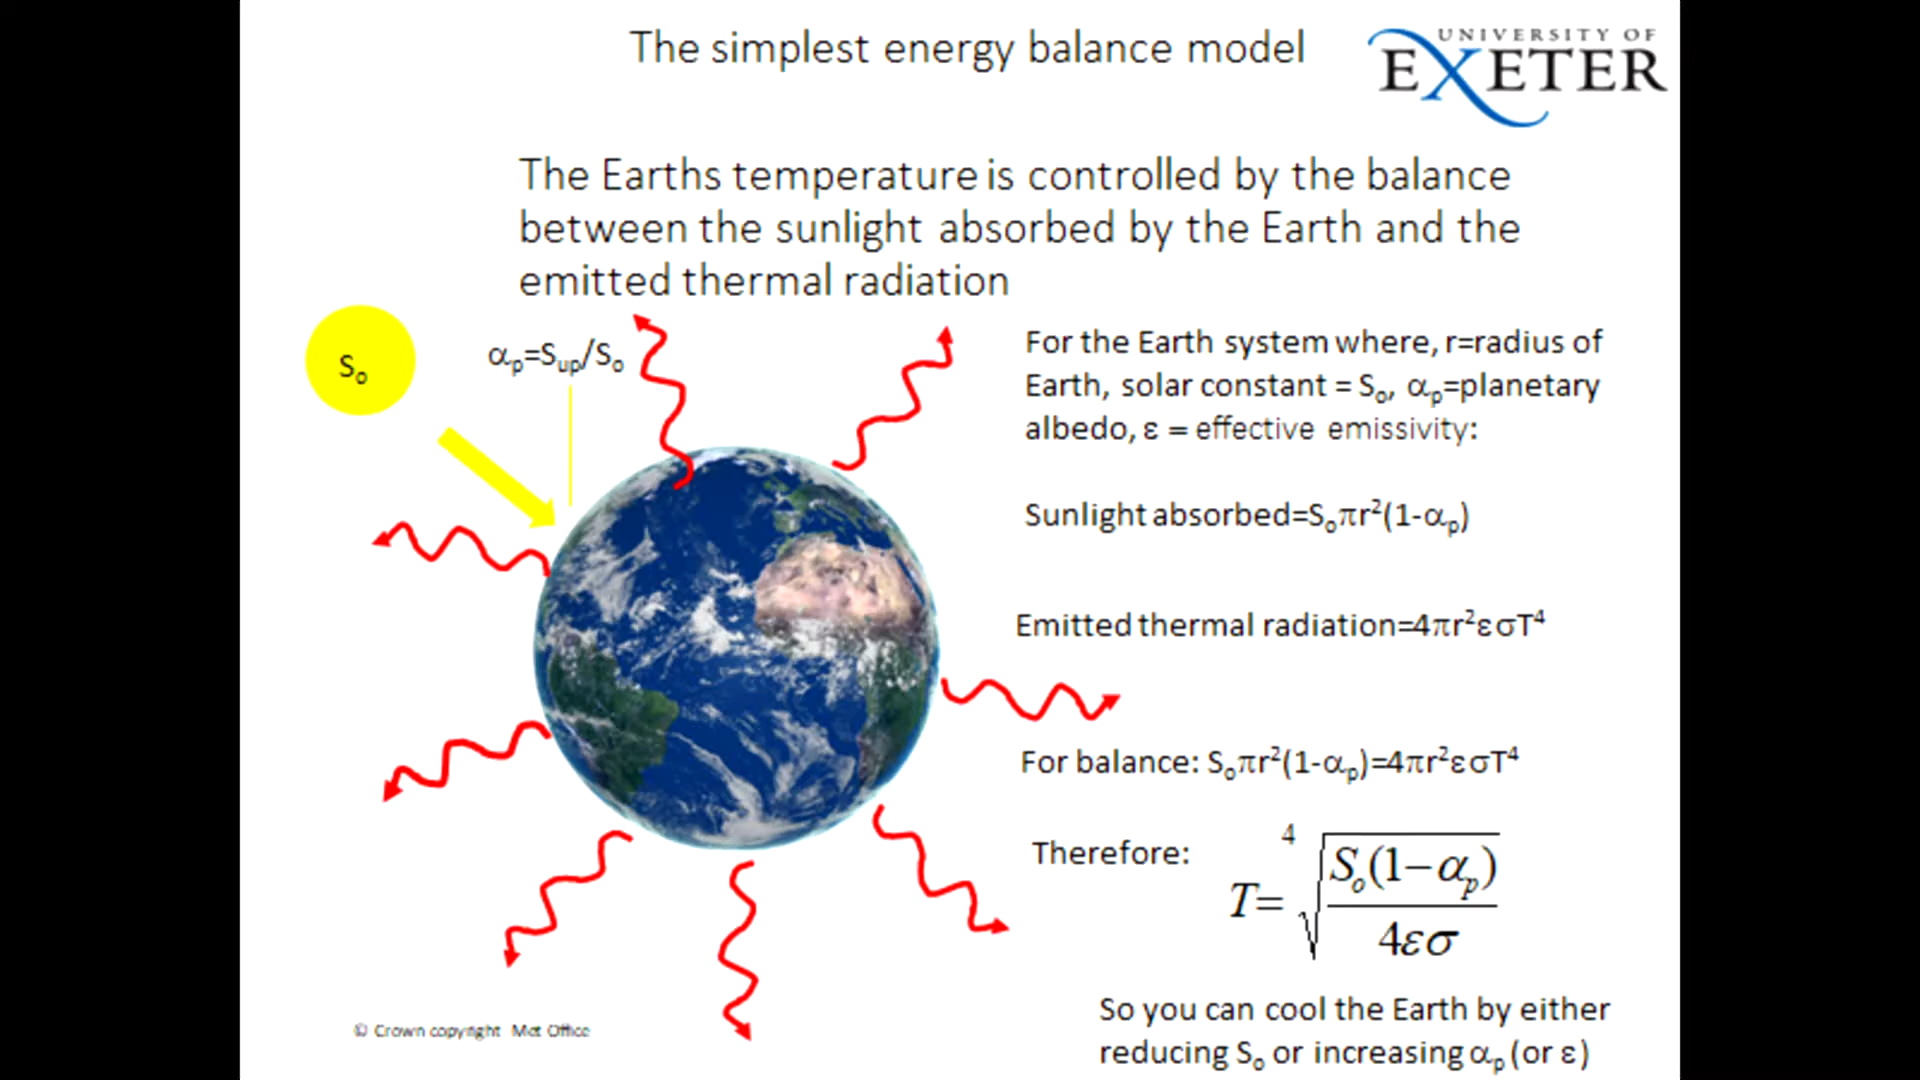 The simplest energy balance model
UNIVERSITY OF
EXETER
The Earths temperature is controlled by the balance
between the sunlight absorbed by the Earth and the
emitted thermal radiation
Sₒ
αₚ=Sᵤₚ/Sₒ
For the Earth system where, r=radius of
Earth, solar constant = Sₒ, αₚ=planetary
albedo, ε = effective emissivity:
Sunlight absorbed=Sₒπr²(1-αₚ)
Emitted thermal radiation=4πr²εσT⁴
For balance: Sₒπr²(1-αₚ)=4πr²εσT⁴
Therefore:
T= ⁴√(Sₒ(1−αₚ)/4εσ)
So you can cool the Earth by either
reducing Sₒ or increasing αₚ (or ε)
© Crown copyright Met Office